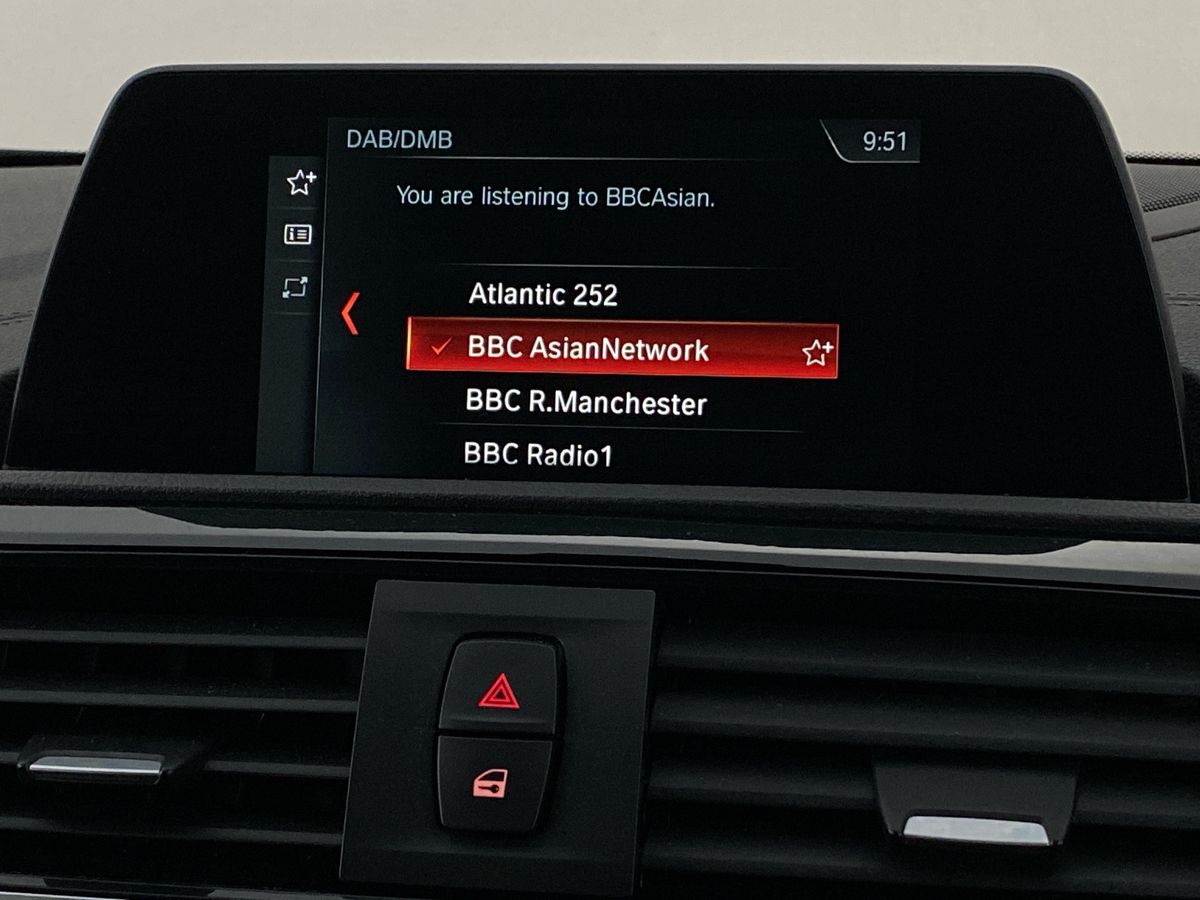 DAB/DMB
9:51
You are listening to BBCAsian.
Atlantic 252
BBC AsianNetwork
BBC R.Manchester
BBC Radio1